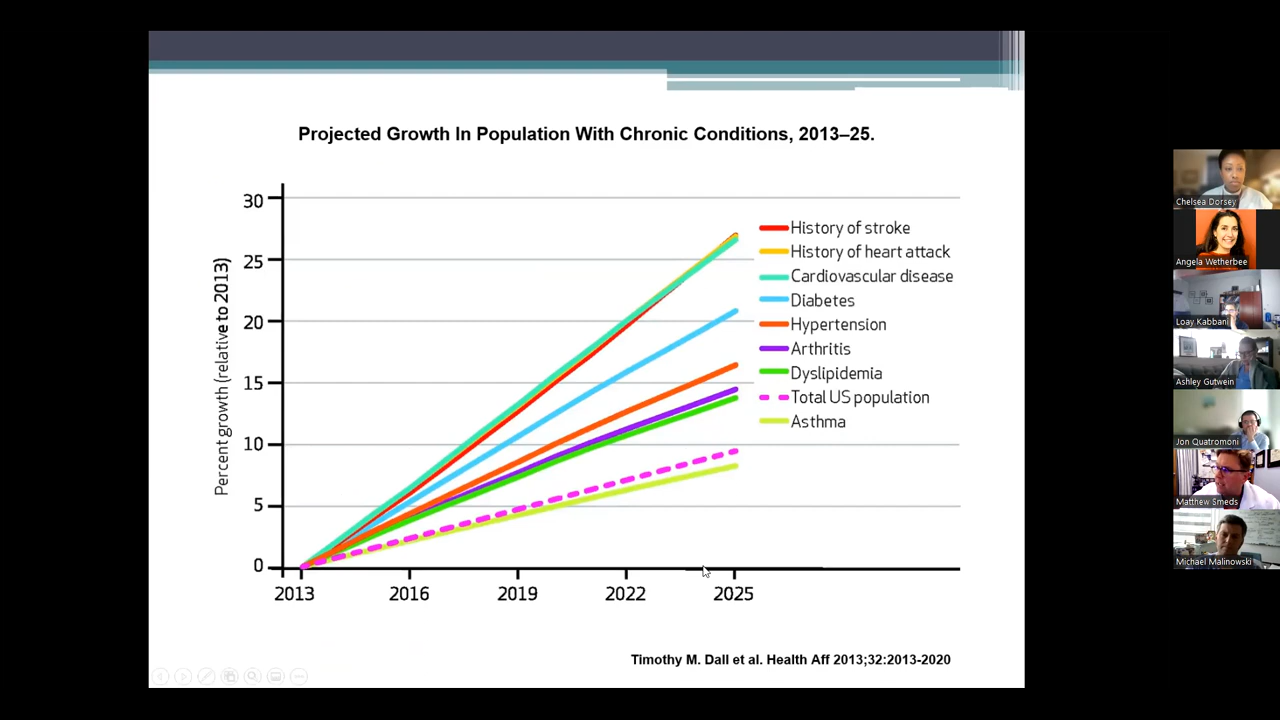 Projected Growth In Population With Chronic Conditions, 2013–25.
Percent growth (relative to 2013)
30
25
20
15
10
5
0
2013 2016 2019 2022 2025
History of stroke
History of heart attack
Cardiovascular disease
Diabetes
Hypertension
Arthritis
Dyslipidemia
Total US population
Asthma
Timothy M. Dall et al. Health Aff 2013;32:2013-2020
Chelsea Dorsey
Angela Wetherbee
Loay Kabbani
Ashley Gutwein
Jon Quatromoni
Matthew Smeds
Michael Malinowski